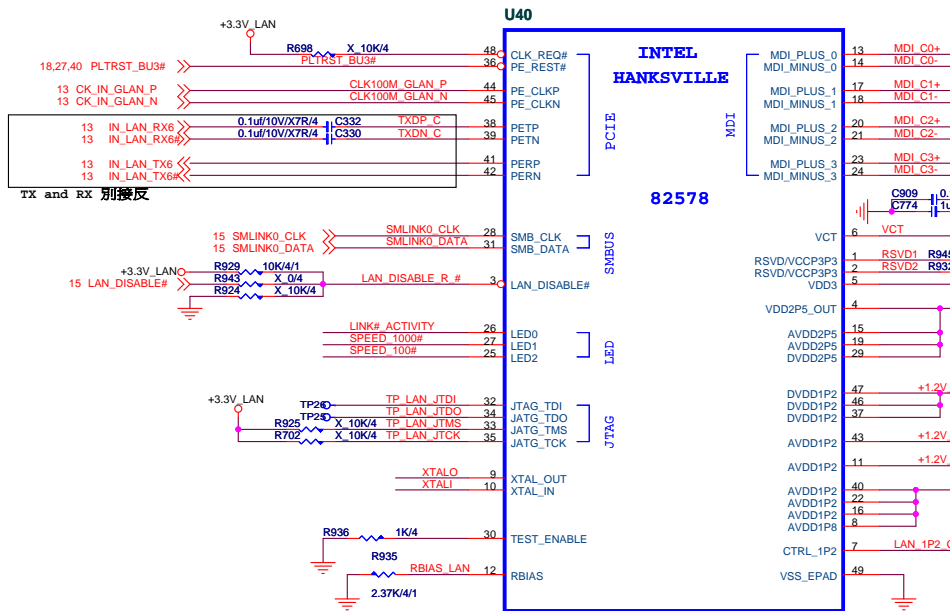 U40
+3.3V_LAN
R698 X_10K/4
48 CLK_REQ#
18,27,40 PLTRST_BU3# PLTRST_BU3# 36 PE_REST#
13 CK_IN_GLAN_P CLK100M_GLAN_P 44 PE_CLKP
13 CK_IN_GLAN_N CLK100M_GLAN_N 45 PE_CLKN
13 IN_LAN_RX6 0.1uf/10V/X7R/4 C332 TXDP_C 38 PETP
13 IN_LAN_RX6# 0.1uf/10V/X7R/4 C330 TXDN_C 39 PETN
13 IN_LAN_TX6 41 PERP
13 IN_LAN_TX6# 42 PERN
TX and RX 別接反
PCIE
15 SMLINK0_CLK SMLINK0_CLK 28 SMB_CLK
15 SMLINK0_DATA SMLINK0_DATA 31 SMB_DATA
SMBUS
+3.3V_LAN R929 10K/4/1
15 LAN_DISABLE# R943 X_0/4 LAN_DISABLE_R_# 3 LAN_DISABLE#
R924 X_10K/4
LINK#_ACTIVITY 26 LED0
SPEED_1000# 27 LED1
SPEED_100# 25 LED2
LED
+3.3V_LAN
TP26 TP_LAN_JTDI 32 JTAG_TDI
TP25 TP_LAN_JTDO 34 JATG_TDO
R925 X_10K/4 TP_LAN_JTMS 33 JATG_TMS
R702 X_10K/4 TP_LAN_JTCK 35 JATG_TCK
JTAG
XTALO 9 XTAL_OUT
XTALI 10 XTAL_IN
R936 1K/4 30 TEST_ENABLE
R935 2.37K/4/1 RBIAS_LAN 12 RBIAS
INTEL
HANKSVILLE
82578
MDI
MDI_PLUS_0 13 MDI_C0+
MDI_MINUS_0 14 MDI_C0-
MDI_PLUS_1 17 MDI_C1+
MDI_MINUS_1 18 MDI_C1-
MDI_PLUS_2 20 MDI_C2+
MDI_MINUS_2 21 MDI_C2-
MDI_PLUS_3 23 MDI_C3+
MDI_MINUS_3 24 MDI_C3-
C909 0.
C774 1u
VCT 6 VCT
RSVD/VCCP3P3 1 RSVD1 R945
RSVD/VCCP3P3 2 RSVD2 R932
VDD3 5
VDD2P5_OUT 4
AVDD2P5 15
AVDD2P5 19
DVDD2P5 29
DVDD1P2 47 +1.2V_
DVDD1P2 46
DVDD1P2 37
AVDD1P2 43 +1.2V_
AVDD1P2 11 +1.2V_
AVDD1P2 40
AVDD1P2 22
AVDD1P2 16
AVDD1P8 8
CTRL_1P2 7 LAN_1P2_
VSS_EPAD 49